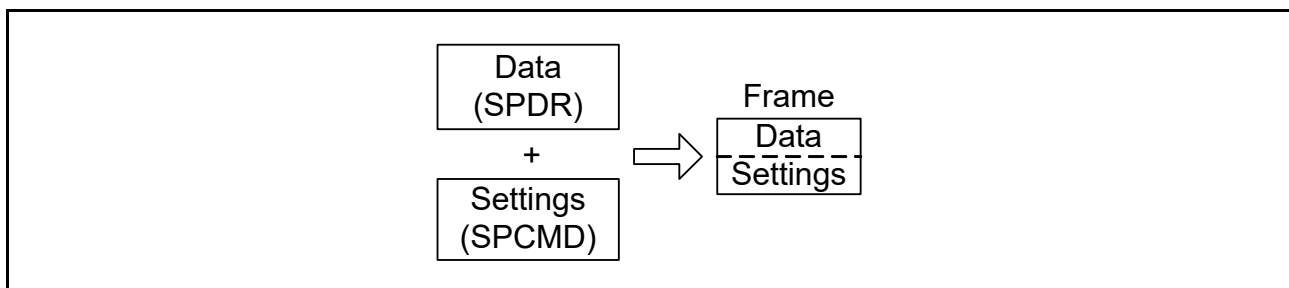 Data
(SPDR)
+
Settings
(SPCMD)
Frame
Data
Settings